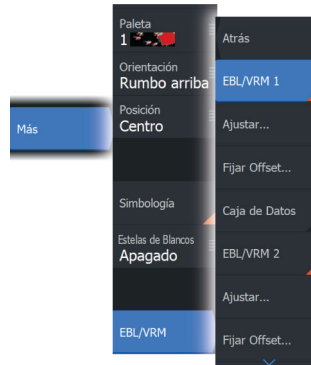 Más
Paleta
1
Orientación
Rumbo arriba
Posición
Centro
Simbología
Estelas de Blancos
Apagado
EBL/VRM
Atrás
EBL/VRM 1
Ajustar...
Fijar Offset...
Caja de Datos
EBL/VRM 2
Ajustar...
Fijar Offset...